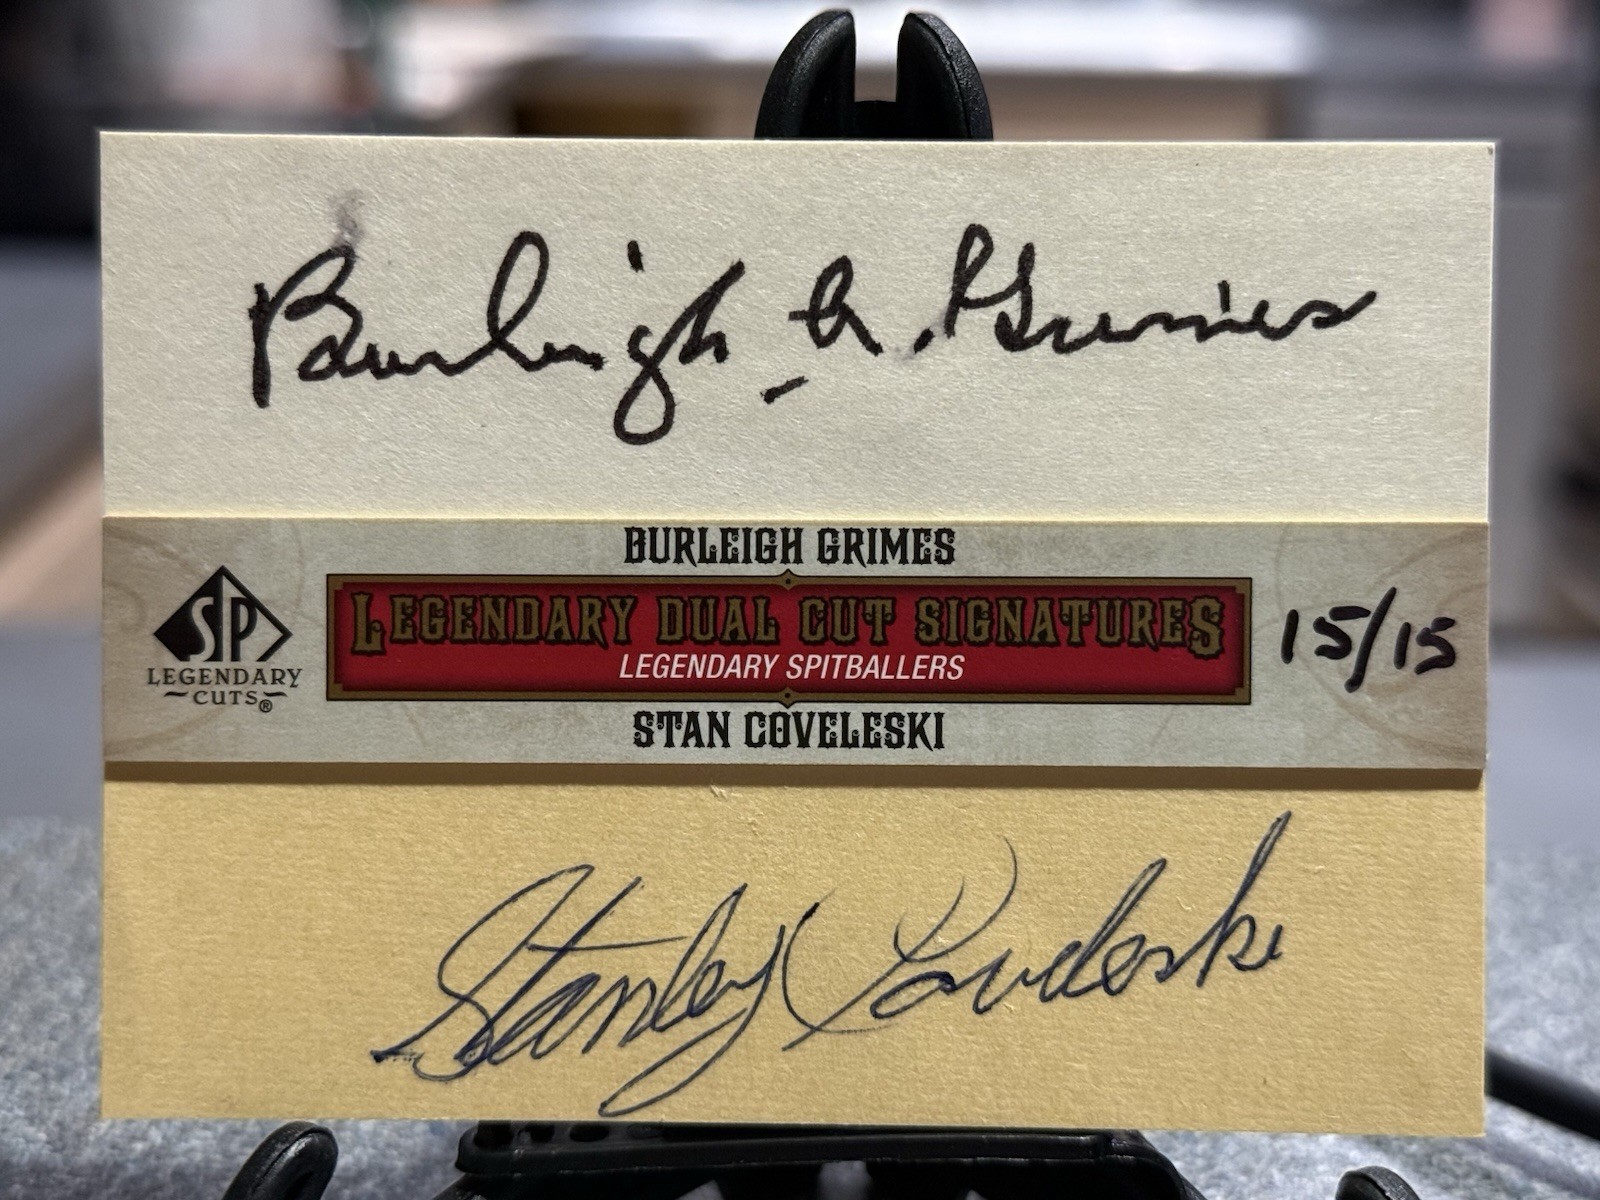 Burleigh A. Grimes
BURLEIGH GRIMES
SP
LEGENDARY
CUTS®
LEGENDARY DUAL CUT SIGNATURES
LEGENDARY SPITBALLERS
15/15
STAN COVELESKI
Stanley Coveleski